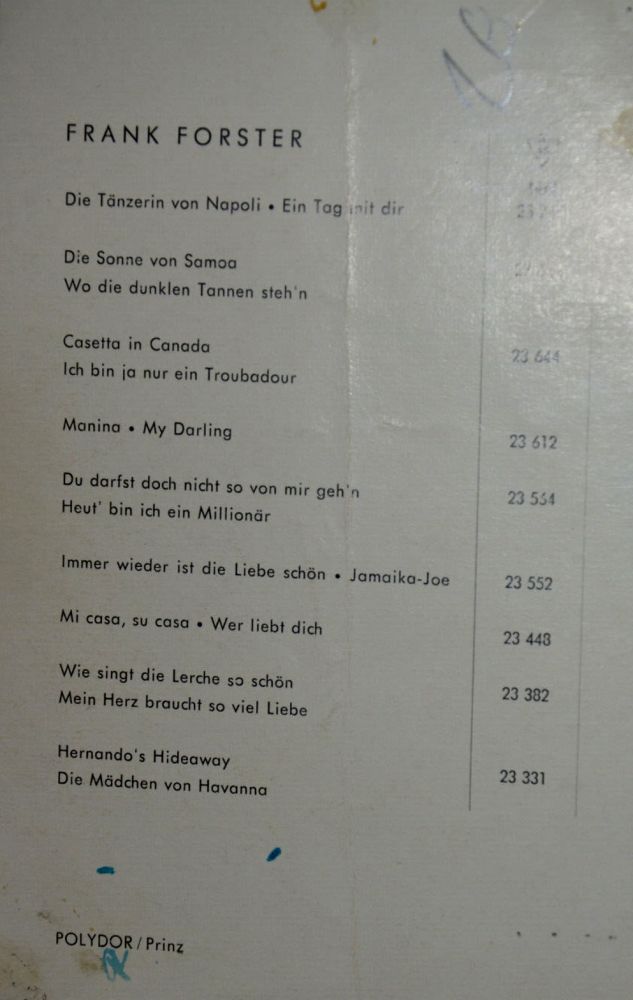 FRANK FORSTER
Die Tänzerin von Napoli • Ein Tag mit dir
Die Sonne von Samoa
Wo die dunklen Tannen steh'n
Casetta in Canada
Ich bin ja nur ein Troubadour 23 644
Manina • My Darling 23 612
Du darfst doch nicht so von mir geh'n 23 554
Heut' bin ich ein Millionär
Immer wieder ist die Liebe schön • Jamaika-Joe 23 552
Mi casa, su casa • Wer liebt dich 23 448
Wie singt die Lerche so schön
Mein Herz braucht so viel Liebe 23 382
Hernando's Hideaway
Die Mädchen von Havanna 23 331
POLYDOR/Prinz